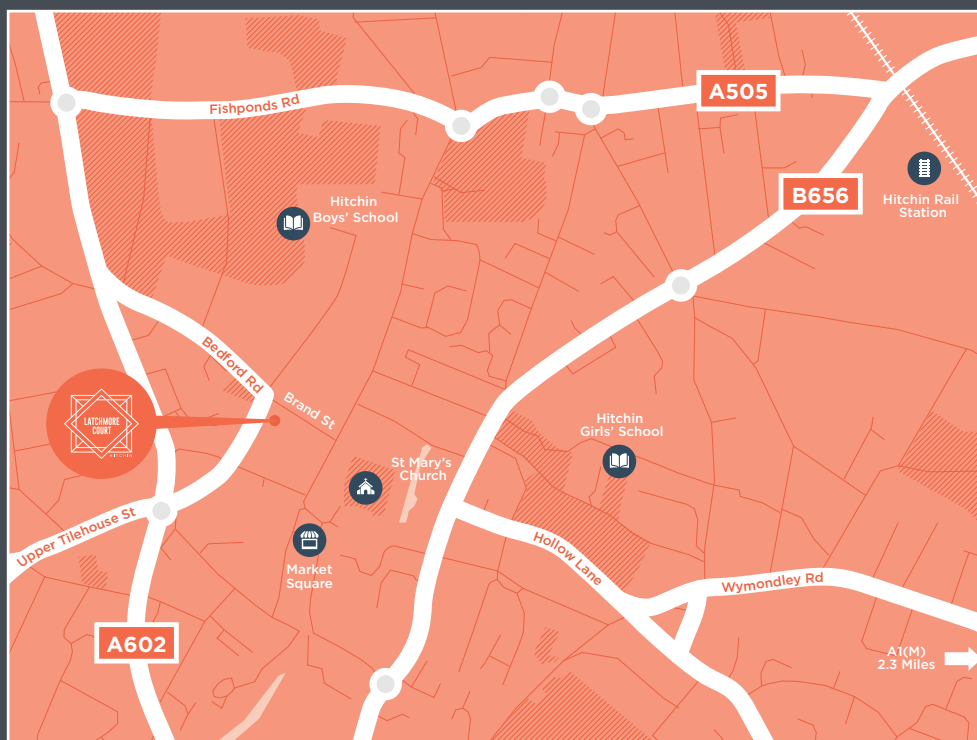 Fishponds Rd
A505
B656
Hitchin Rail
Station
Hitchin
Boys' School
Bedford Rd
Brand St
LATCHMORE
COURT
HITCHIN
Hitchin
Girls' School
St Mary's
Church
Upper Tilehouse St
Market
Square
Hollow Lane
Wymondley Rd
A602
A1(M)
2.3 Miles